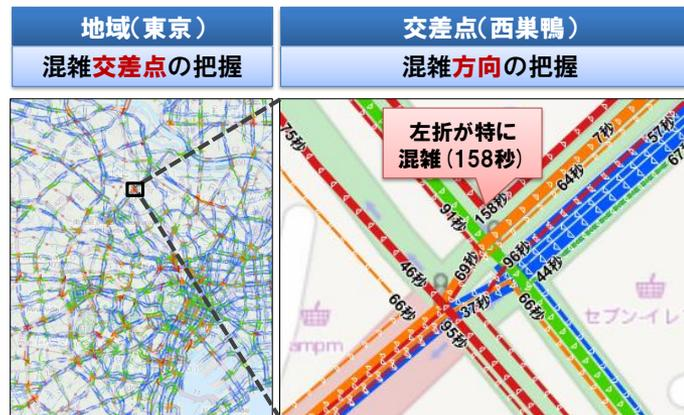 地域(東京)
混雑交差点の把握
交差点(西巣鴨)
混雑方向の把握
左折が特に
混雑(158秒)
75秒
7秒
57秒
67
64秒
91秒
158秒
96秒
44秒
69秒
46秒
66秒
37秒
66秒
95秒
セブン-イレ
ampm